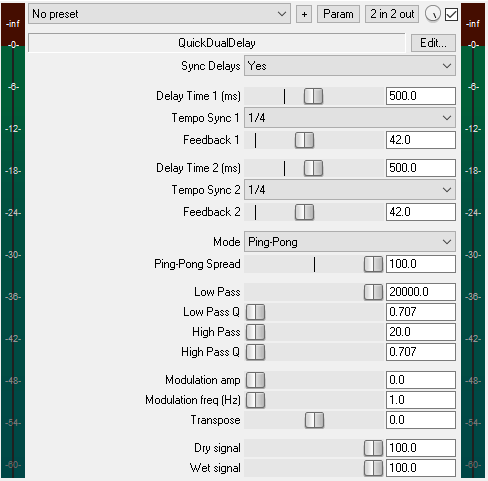 -inf No preset + Param 2 in 2 out -inf
-0- -0-
QuickDualDelay Edit...
Sync Delays Yes
-6- -6-
Delay Time 1 (ms) 500.0
Tempo Sync 1 1/4
-12- -12-
Feedback 1 42.0
Delay Time 2 (ms) 500.0
-18- -18-
Tempo Sync 2 1/4
Feedback 2 42.0
-24- -24-
Mode Ping-Pong
-30- -30-
Ping-Pong Spread 100.0
Low Pass 20000.0
-36- -36-
Low Pass Q 0.707
High Pass 20.0
-42- -42-
High Pass Q 0.707
Modulation amp 0.0
-48- -48-
Modulation freq (Hz) 1.0
Transpose 0.0
-54- -54-
Dry signal 100.0
Wet signal 100.0
-60- -60-